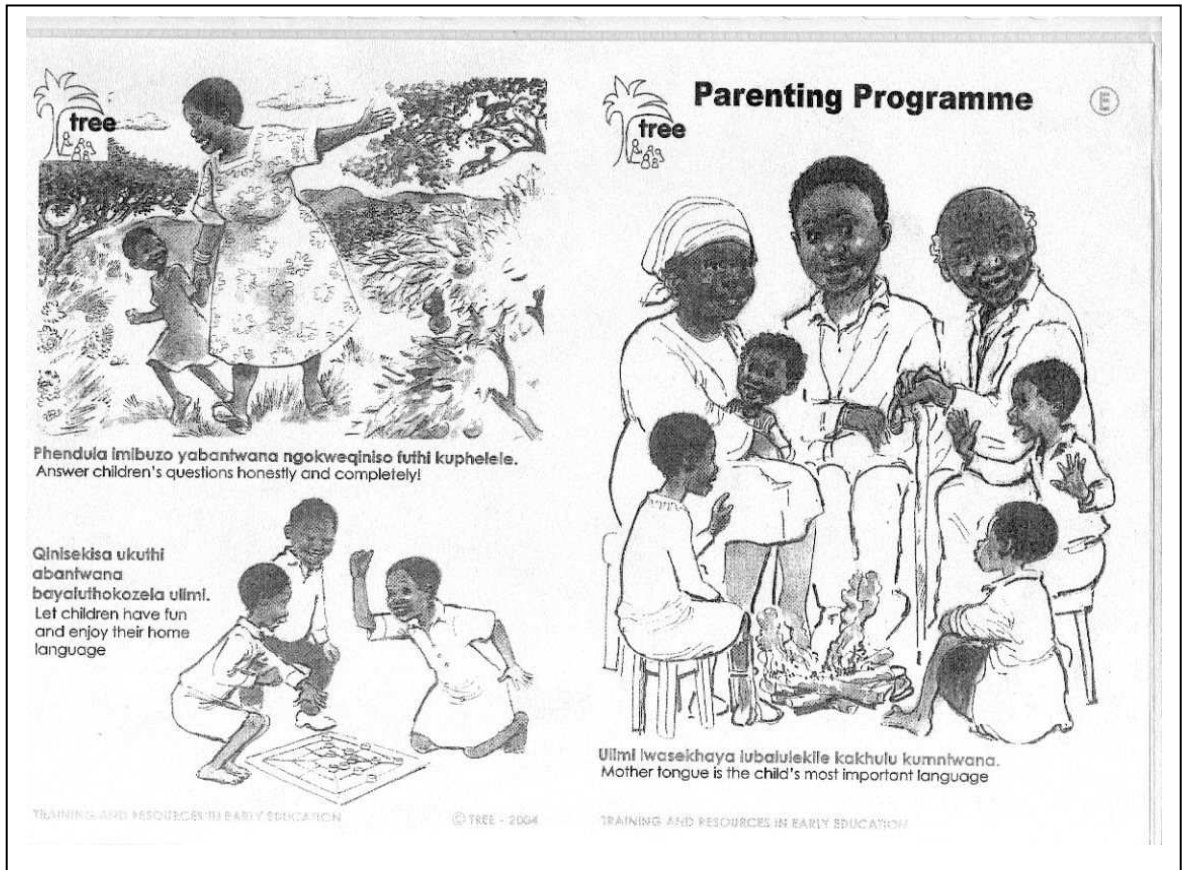 tree
Phendula imibuzo yabantwana ngokweqiniso futhi kuphelele.
Answer children's questions honestly and completely!
Qinisekisa ukuthi
abantwana
bayaluthokozela ulimi.
Let children have fun
and enjoy their home
language
TRAINING AND RESOURCES IN EARLY EDUCATION
© TREE - 2004
Parenting Programme
E
tree
Ulimi lwasekhaya lubalulekile kakhulu kumntwana.
Mother tongue is the child's most important language
TRAINING AND RESOURCES IN EARLY EDUCATION